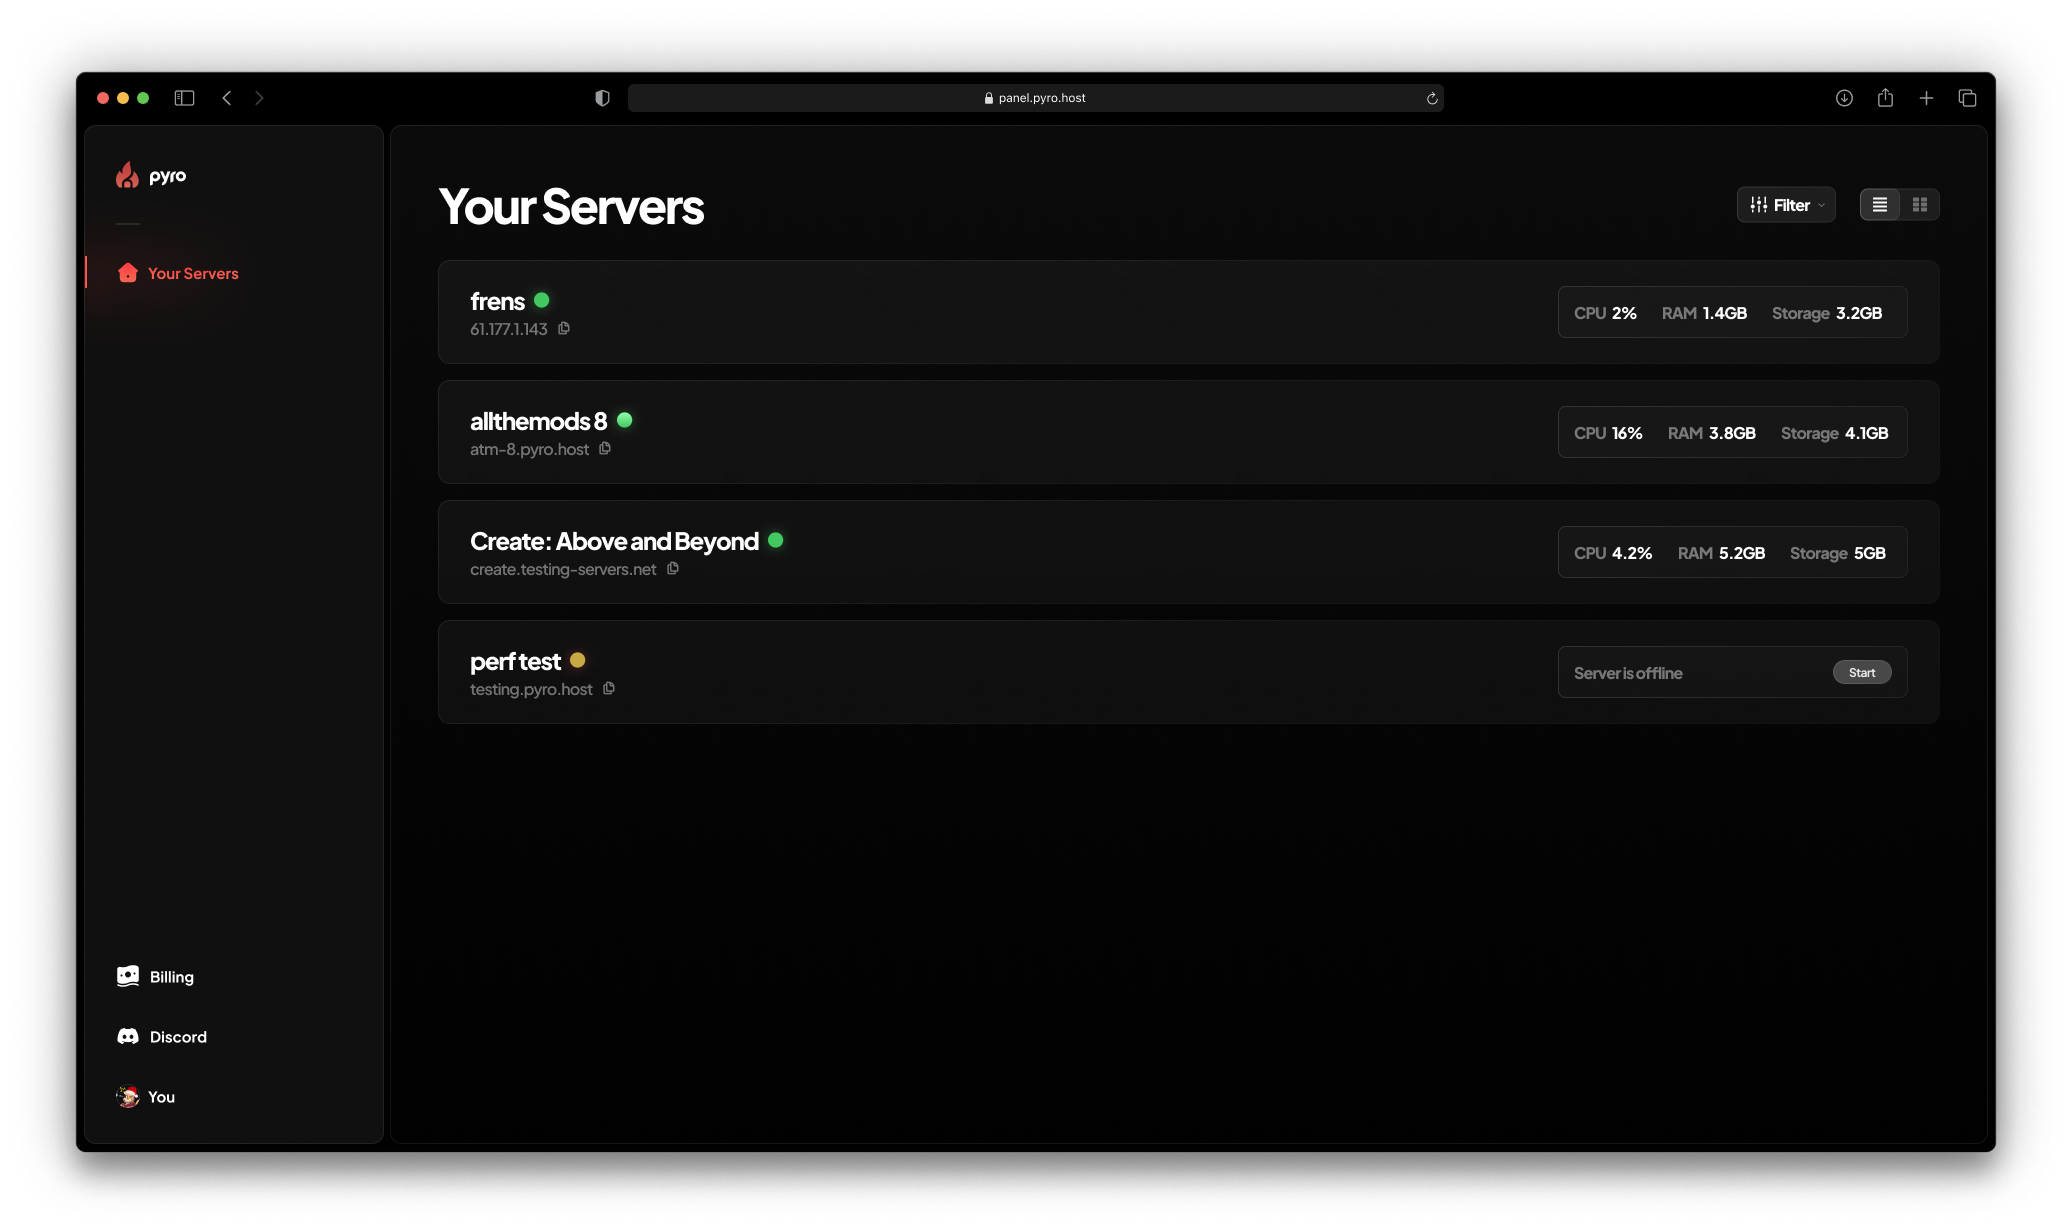 panel.pyro.host
pyro
Your Servers
Billing
Discord
You
Your Servers
Filter
frens
61.177.1.143
CPU 2% RAM 1.4GB Storage 3.2GB
allthemods 8
atm-8.pyro.host
CPU 16% RAM 3.8GB Storage 4.1GB
Create: Above and Beyond
create.testing-servers.net
CPU 4.2% RAM 5.2GB Storage 5GB
perf test
testing.pyro.host
Server is offline Start